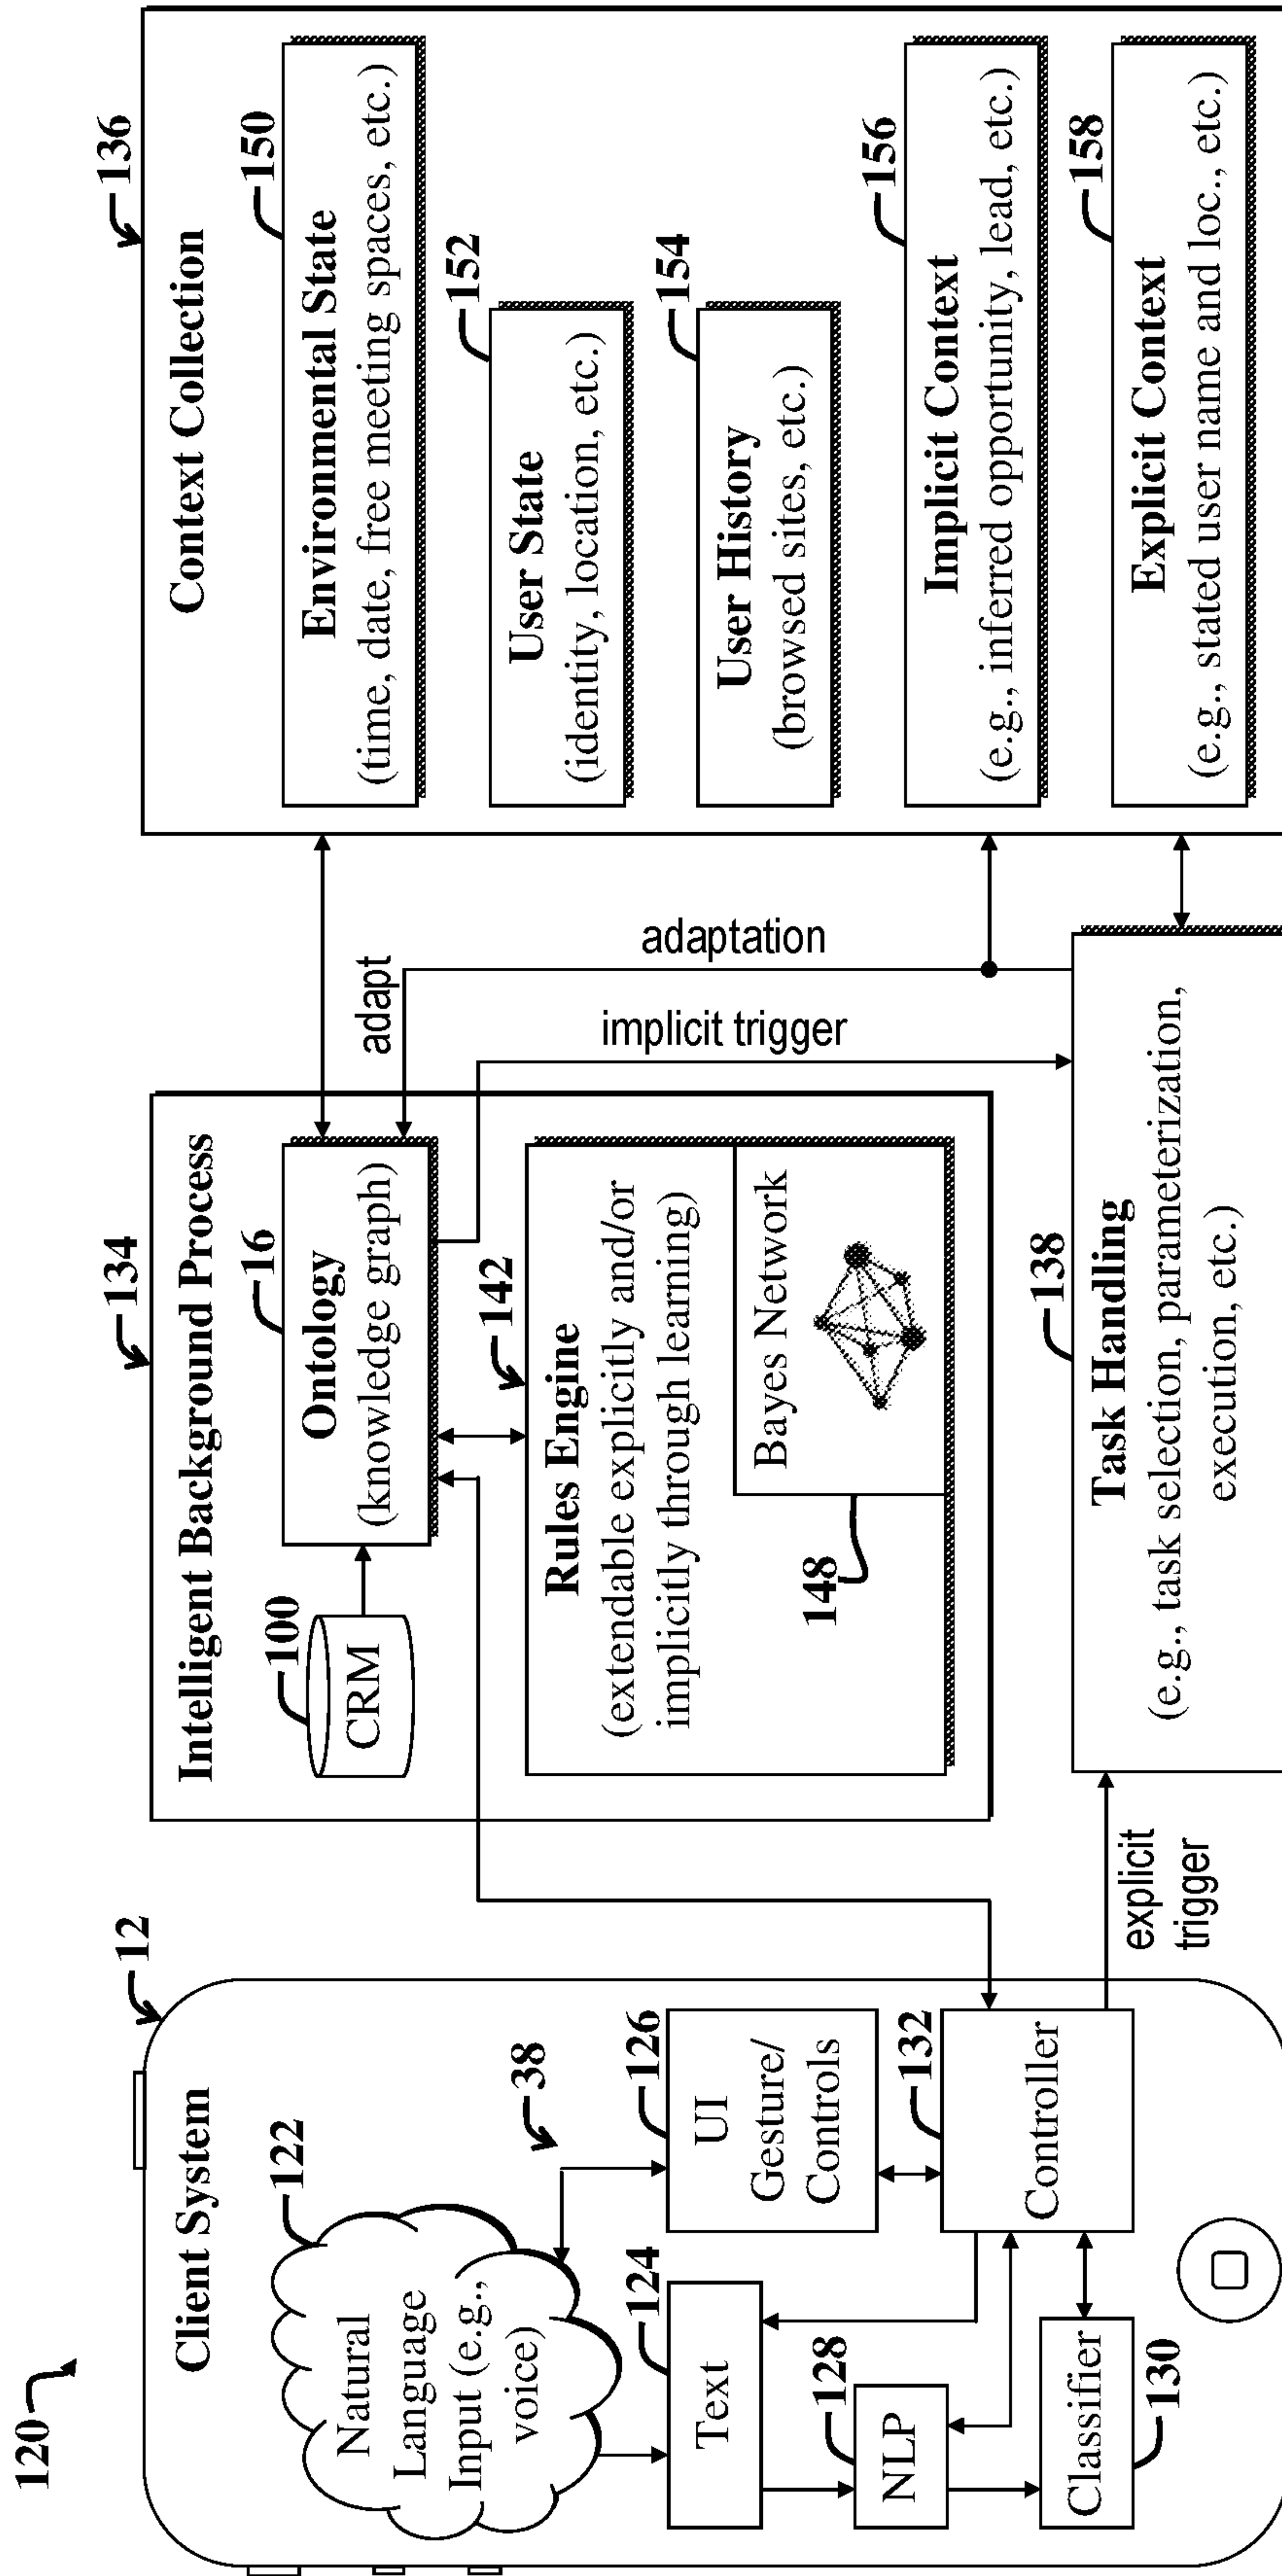 120
Client System
12
122
Natural
Language
Input (e.g.,
voice)
38
124
Text
126
UI
Gesture/
Controls
128
NLP
130
Classifier
132
Controller
explicit
trigger
134
Intelligent Background Process
100
CRM
16
Ontology
(knowledge graph)
142
Rules Engine
(extendable explicitly and/or
implicitly through learning)
148
Bayes Network
adapt
adaptation
implicit trigger
138
Task Handling
(e.g., task selection, parameterization,
execution, etc.)
136
Context Collection
150
Environmental State
(time, date, free meeting spaces, etc.)
152
User State
(identity, location, etc.)
154
User History
(browsed sites, etc.)
156
Implicit Context
(e.g., inferred opportunity, lead, etc.)
158
Explicit Context
(e.g., stated user name and loc., etc.)